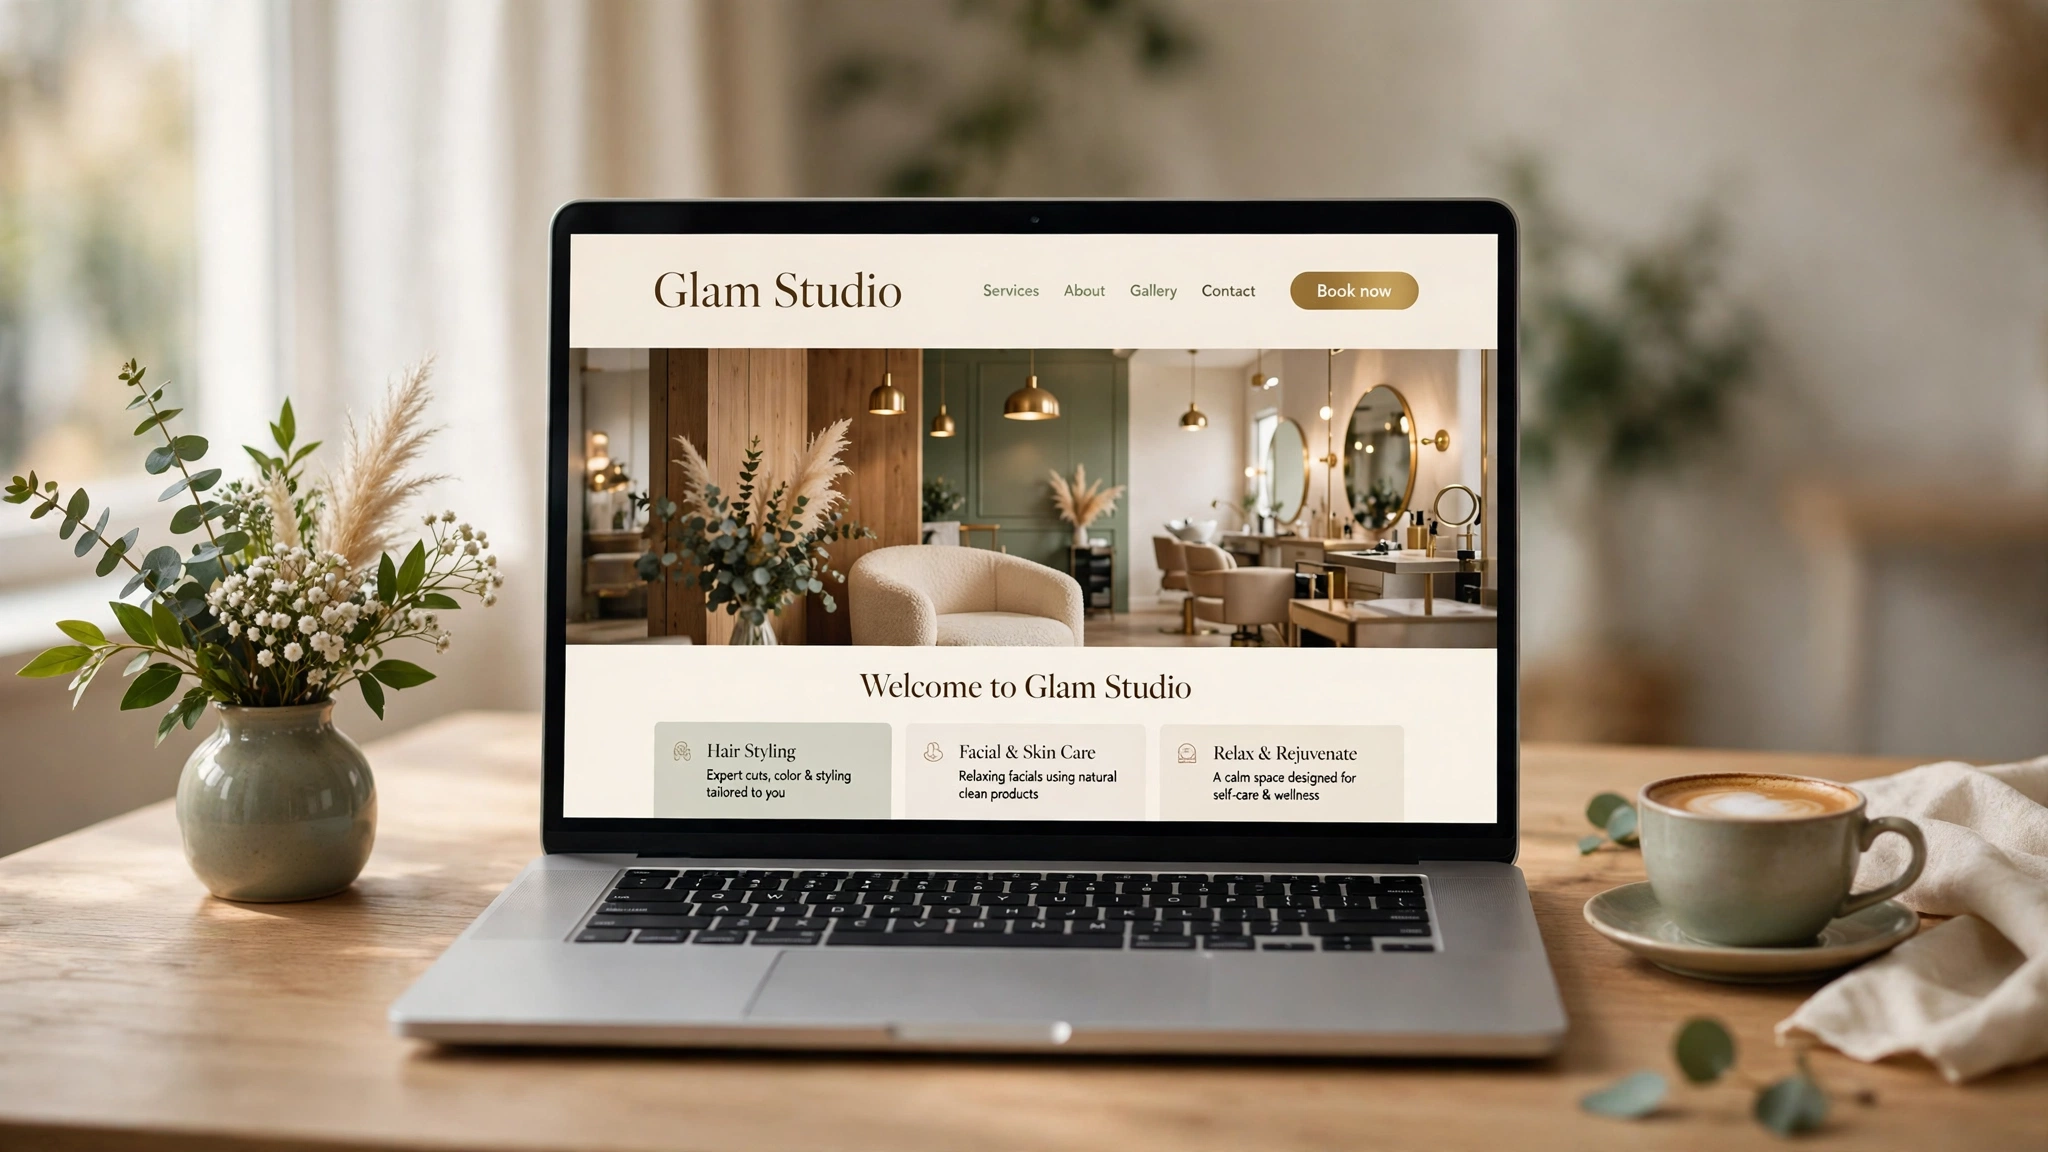 Glam Studio
Services About Gallery Contact Book now
Welcome to Glam Studio
Hair Styling
Expert cuts, color & styling
tailored to you
Facial & Skin Care
Relaxing facials using natural
clean products
Relax & Rejuvenate
A calm space designed for
self-care & wellness